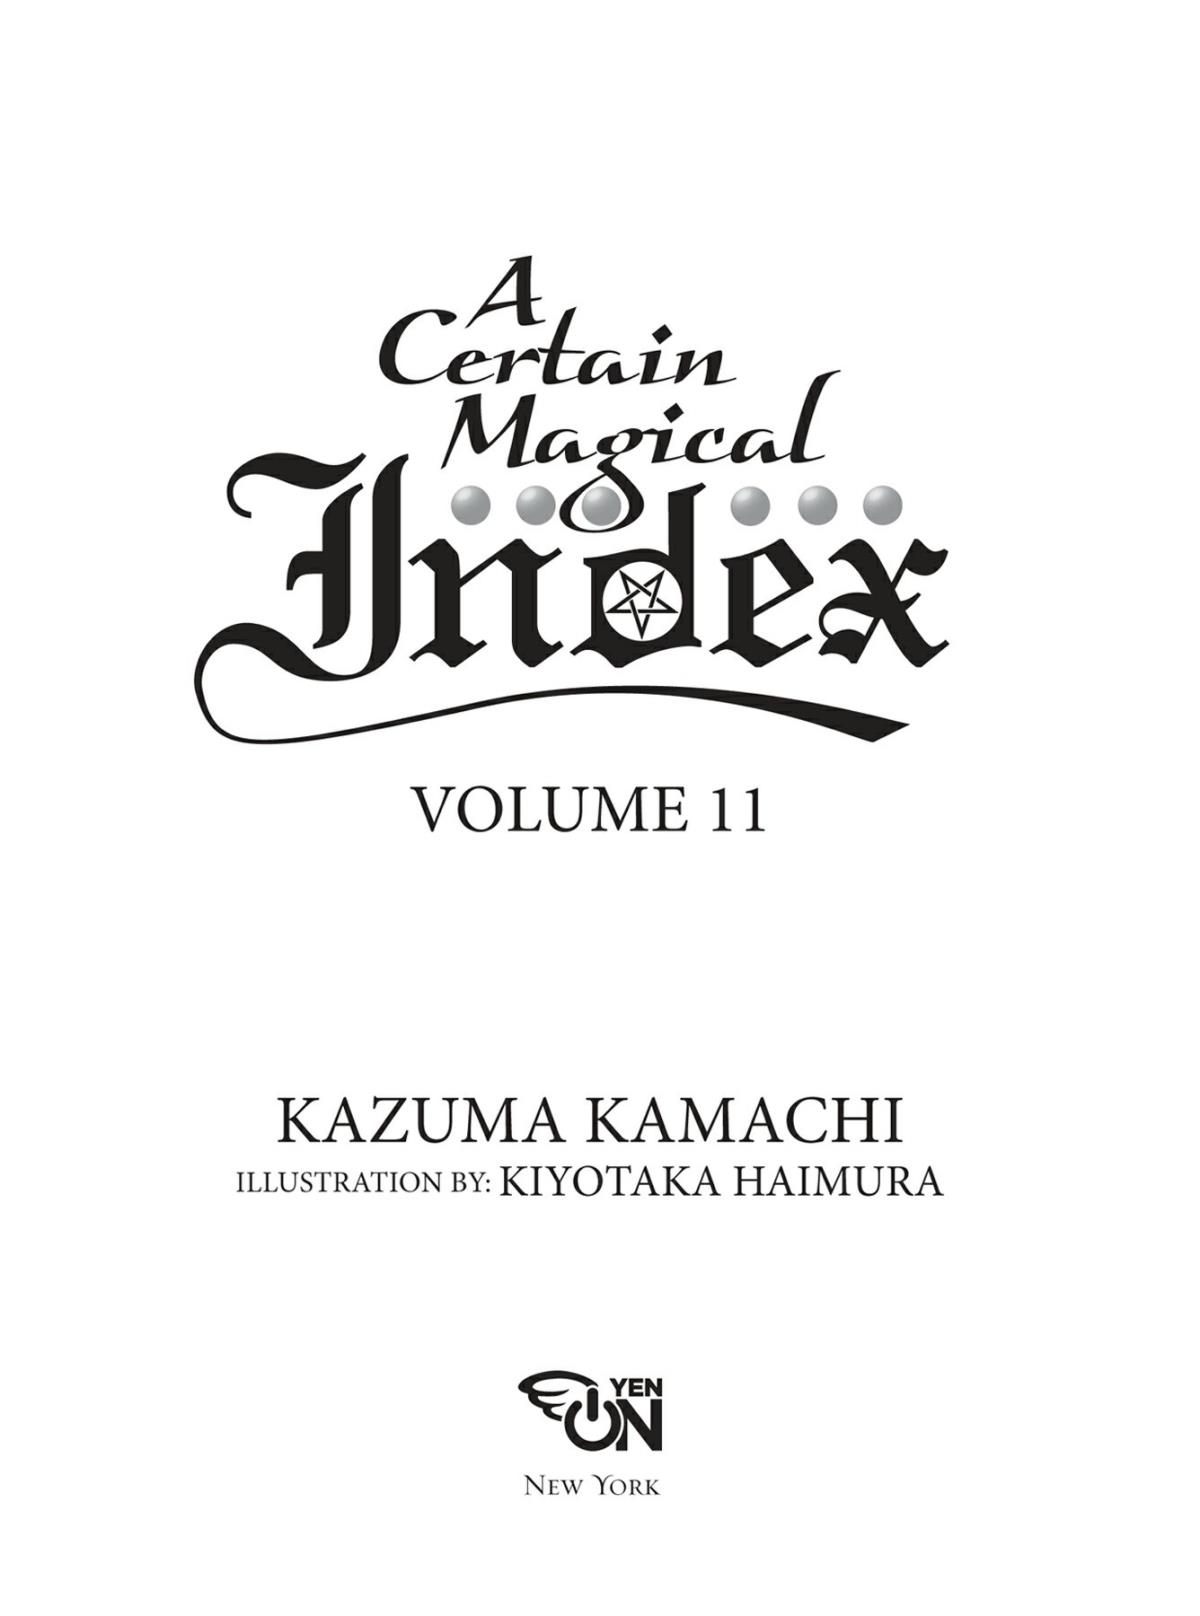 A
Certain
Magical
Index
VOLUME 11
KAZUMA KAMACHI
ILLUSTRATION BY: KIYOTAKA HAIMURA
YEN
ON
NEW YORK